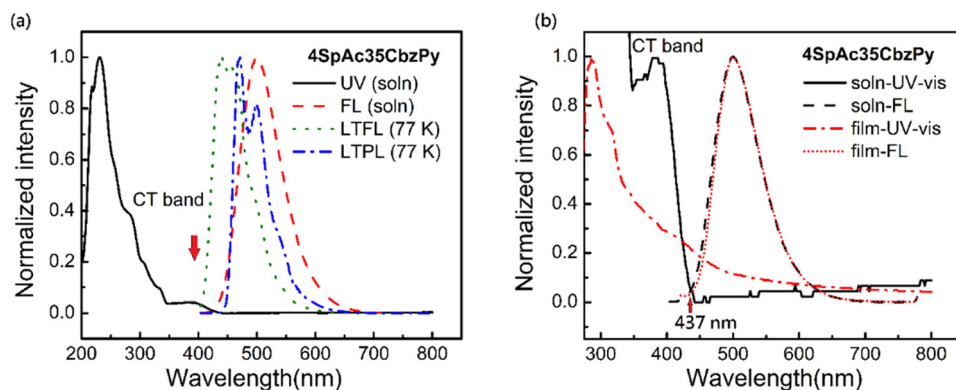 (a)
4SpAc35CbzPy
UV (soln)
FL (soln)
LTFL (77 K)
LTPL (77 K)
CT band
Normalized intensity
1.0
0.8
0.6
0.4
0.2
0.0
200 300 400 500 600 700 800
Wavelength(nm)
(b)
CT band
4SpAc35CbzPy
soln-UV-vis
soln-FL
film-UV-vis
film-FL
Normalized intensity
1.0
0.8
0.6
0.4
0.2
0.0
437 nm
300 400 500 600 700 800
Wavelength(nm)